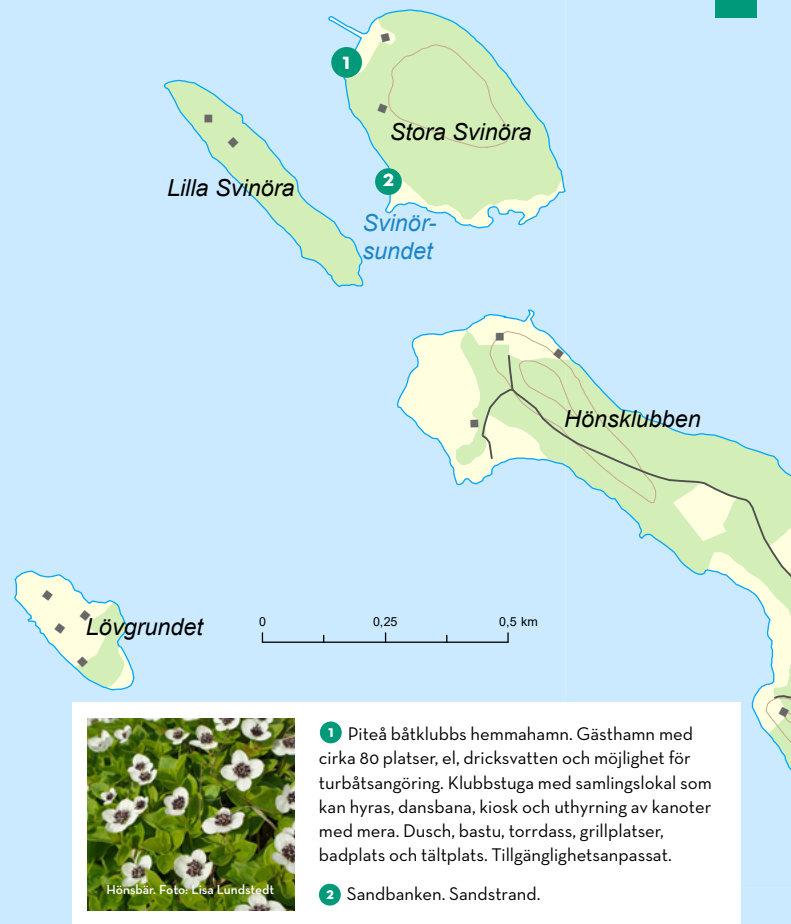 1
Stora Svinöra
2
Lilla Svinöra
Svinör-
sundet
Hönsklubben
Lövgrundet
0 0,25 0,5 km
1 Piteå båtklubbs hemmahamn. Gästhamn med
cirka 80 platser, el, dricksvatten och möjlighet för
turbåtsangöring. Klubbstuga med samlingslokal som
kan hyras, dansbana, kiosk och uthyrning av kanoter
med mera. Dusch, bastu, torrdass, grillplatser,
badplats och tältplats. Tillgänglighetsanpassat.
2 Sandbanken. Sandstrand.
Hönsbär. Foto: Lisa Lundstedt